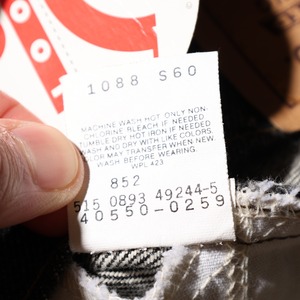 1088 S60
MACHINE WASH HOT. ONLY NON-
CHLORINE BLEACH IF NEEDED
TUMBLE DRY HOT IRON IF NEEDED
WASH AND DRY WITH LIKE COLORS.
COLOR MAY TRANSFER WHEN NEW.
WASH BEFORE WEARING.
WPL 423
852
515 0893 49244-5
40550-0259